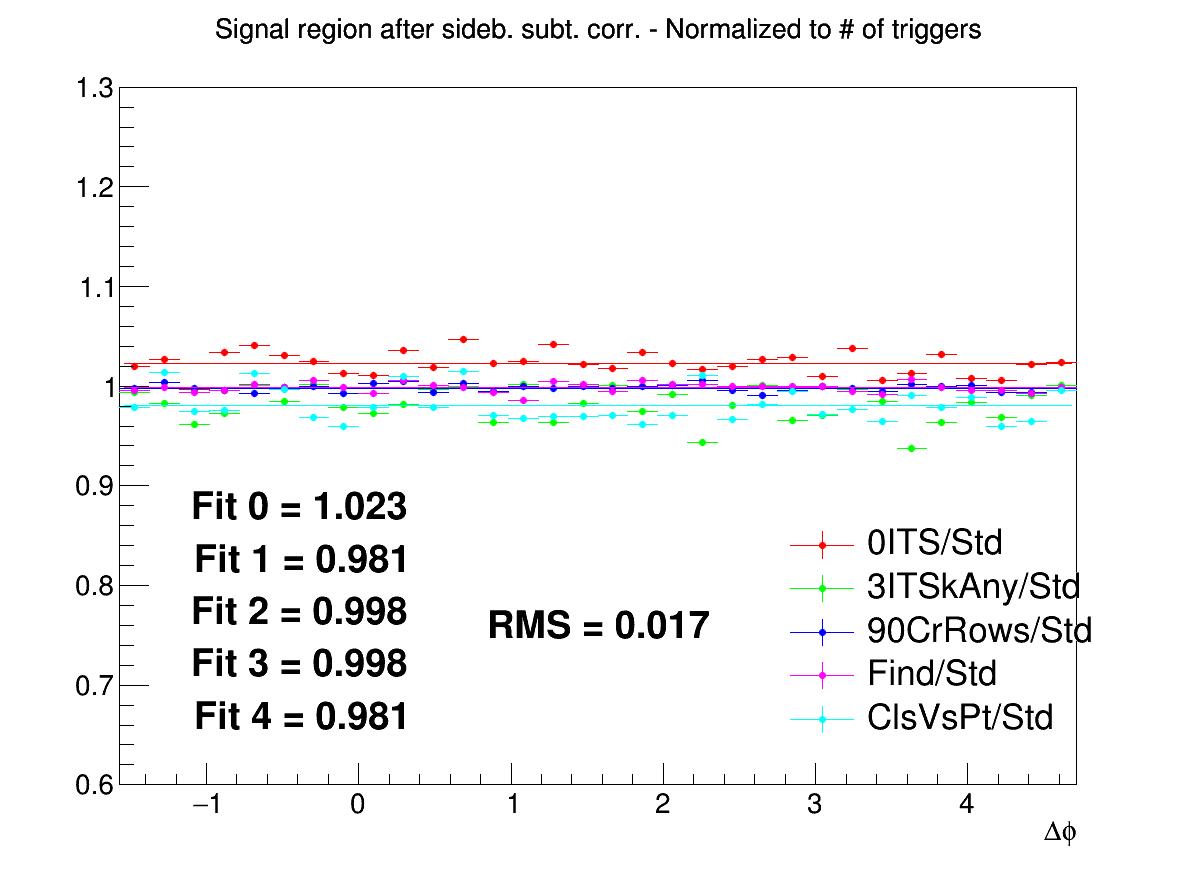 Signal region after sideb. subt. corr. - Normalized to # of triggers
1.3
1.2
1.1
1
0.9
0.8
0.7
0.6
Fit 0 = 1.023
Fit 1 = 0.981
Fit 2 = 0.998
Fit 3 = 0.998
Fit 4 = 0.981
RMS = 0.017
0ITS/Std
3ITSkAny/Std
90CrRows/Std
Find/Std
ClsVsPt/Std
−1 0 1 2 3 4
Δϕ